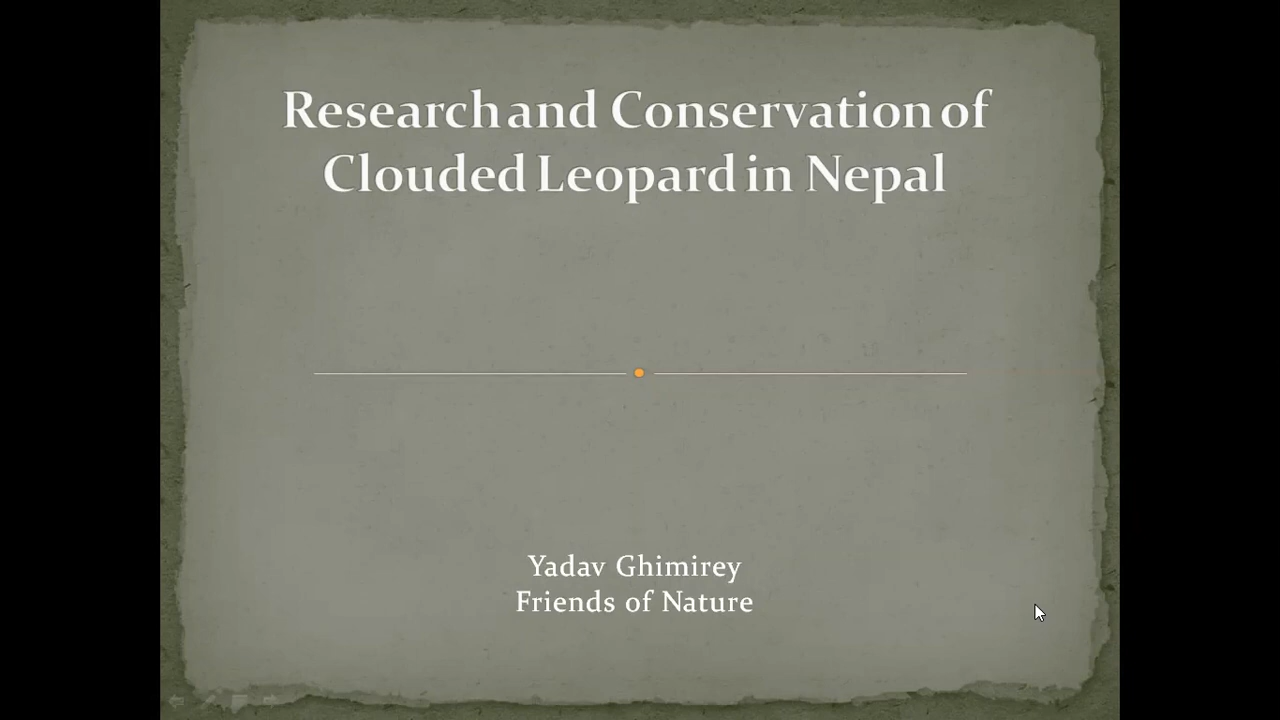 Research and Conservation of
Clouded Leopard in Nepal
Yadav Ghimirey
Friends of Nature